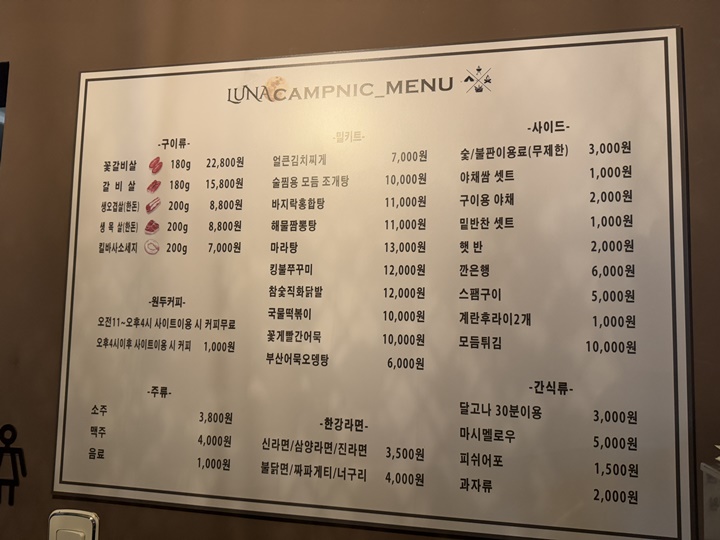 LUNA CAMPNIC_MENU
-구이류-
꽃갈비살 180g 22,800원
갈 비 살 180g 15,800원
생오겹살(한돈) 200g 8,800원
생 목 살(한돈) 200g 8,800원
킬바사소세지 200g 7,000원
-원두커피-
오전11~오후4시 사이트이용 시 커피무료
오후4시이후 사이트이용 시 커피 1,000원
-주류-
소주 3,800원
맥주 4,000원
음료 1,000원
-밀키트-
얼큰김치찌게 7,000원
술찜용 모듬 조개탕 10,000원
바지락홍합탕 11,000원
해물짬뽕탕 11,000원
마라탕 13,000원
킹불쭈꾸미 12,000원
참숯직화닭발 12,000원
국물떡볶이 10,000원
꽃게빨간어묵 10,000원
부산어묵오뎅탕 6,000원
-한강라면-
신라면/삼양라면/진라면 3,500원
불닭면/짜파게티/너구리 4,000원
-사이드-
숯/불판이용료(무제한) 3,000원
야채쌈 셋트 1,000원
구이용 야채 2,000원
밑반찬 셋트 1,000원
햇 반 2,000원
깐은행 6,000원
스팸구이 5,000원
계란후라이2개 1,000원
모듬튀김 10,000원
-간식류-
달고나 30분이용 3,000원
마시멜로우 5,000원
피쉬어포 1,500원
과자류 2,000원